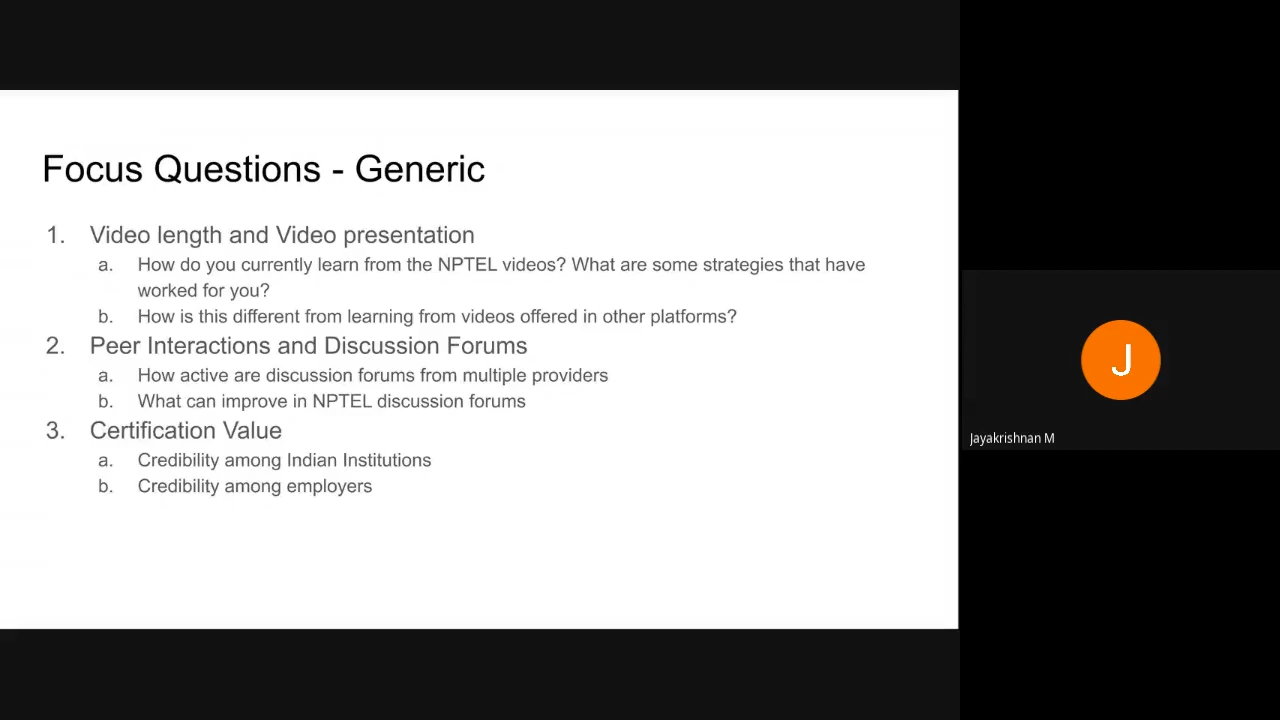 Focus Questions - Generic
1. Video length and Video presentation
a. How do you currently learn from the NPTEL videos? What are some strategies that have
worked for you?
b. How is this different from learning from videos offered in other platforms?
2. Peer Interactions and Discussion Forums
a. How active are discussion forums from multiple providers
b. What can improve in NPTEL discussion forums
3. Certification Value
a. Credibility among Indian Institutions
b. Credibility among employers
J
Jayakrishnan M